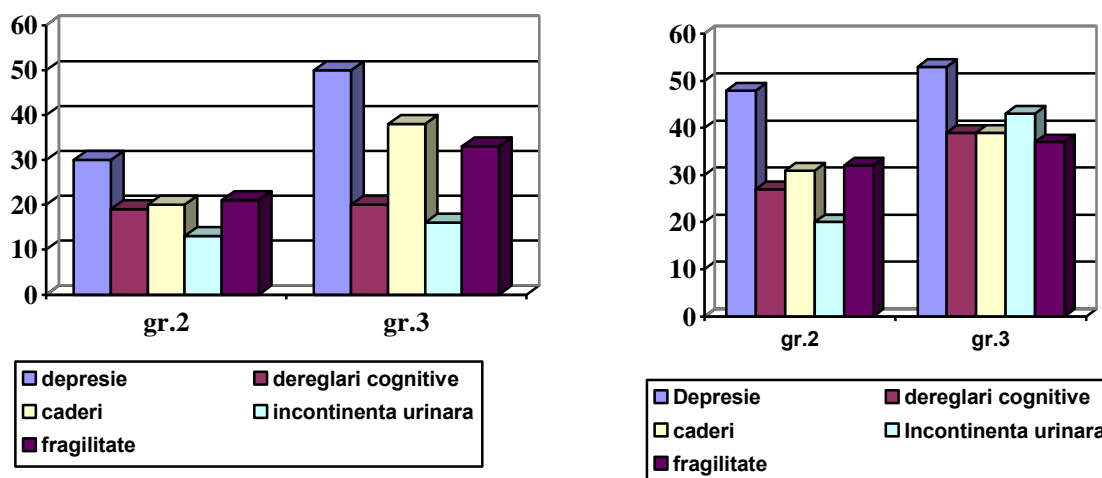 60
50
40
30
20
10
0
gr.2 gr.3
depresie dereglari cognitive
caderi incontinenta urinara
fragilitate
60
50
40
30
20
10
0
gr.2 gr.3
Depresie dereglari cognitive
caderi Incontinenta urinara
fragilitate